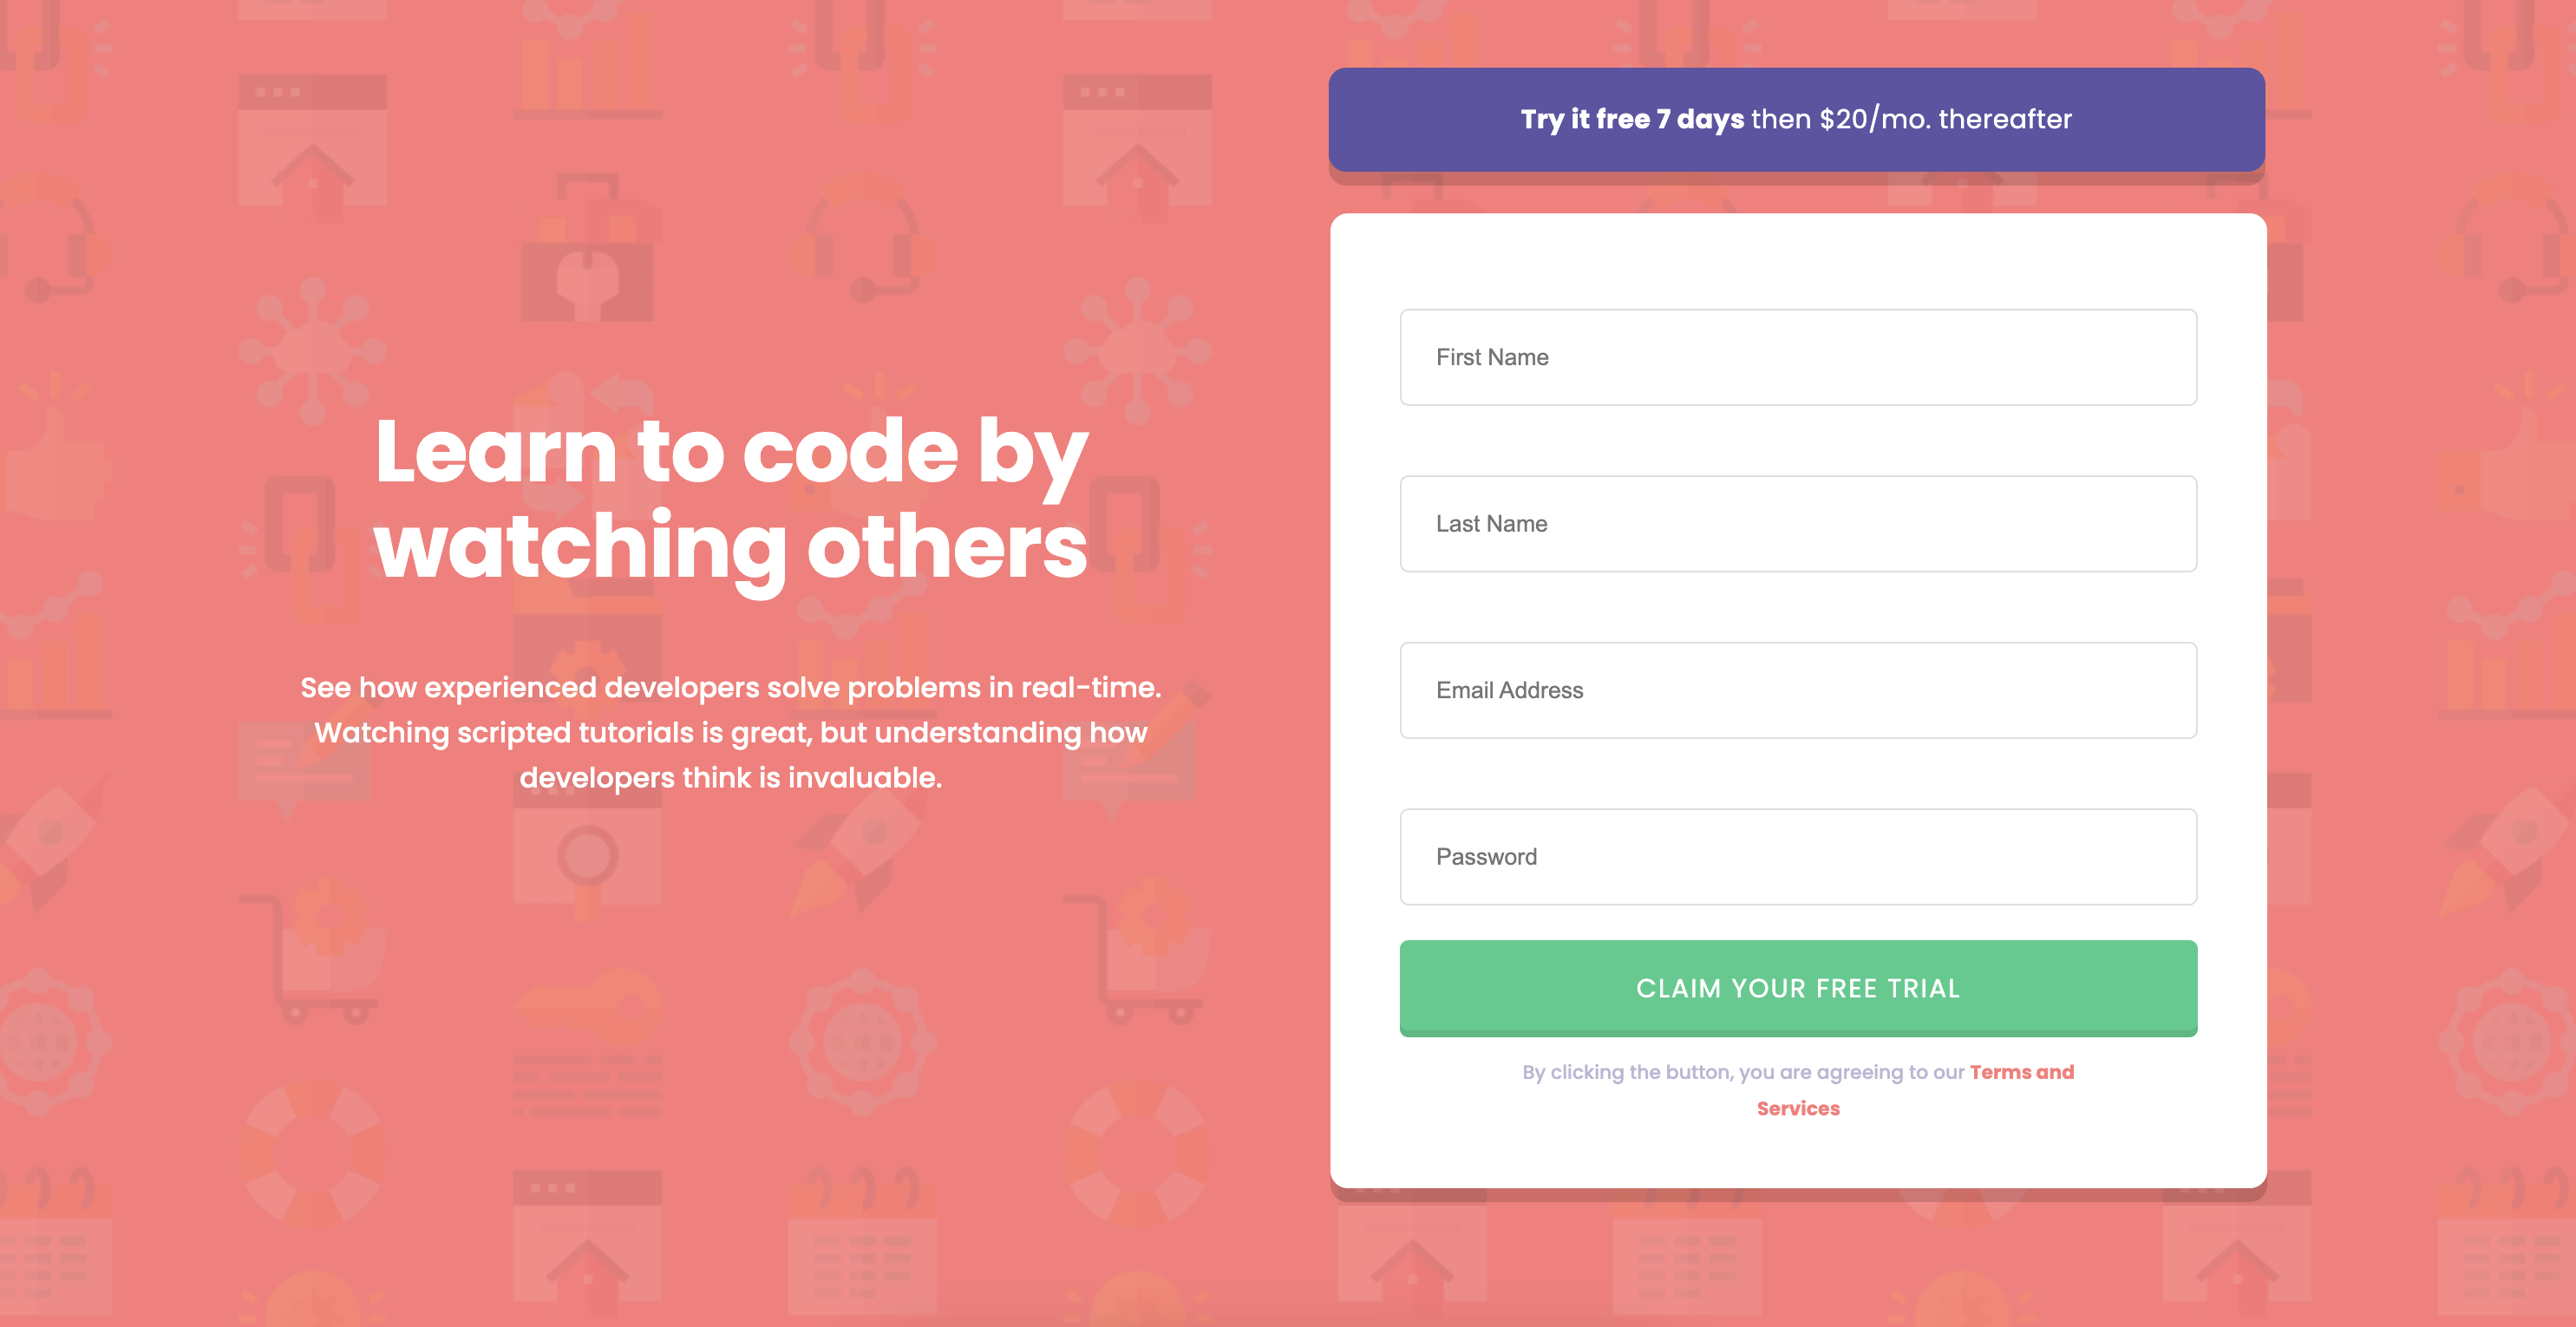 Learn to code by
watching others
See how experienced developers solve problems in real-time.
Watching scripted tutorials is great, but understanding how
developers think is invaluable.
Try it free 7 days then $20/mo. thereafter
First Name
Last Name
Email Address
Password
CLAIM YOUR FREE TRIAL
By clicking the button, you are agreeing to our Terms and
Services